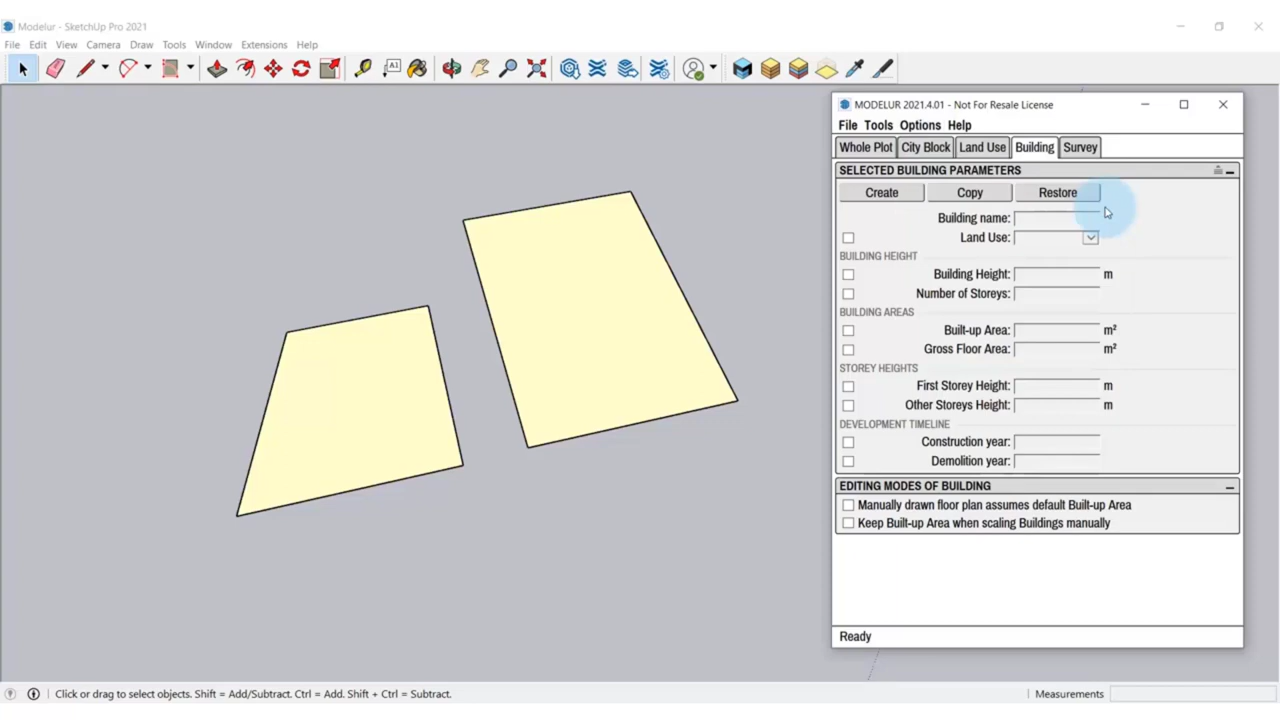 Modelur - SketchUp Pro 2021
File Edit View Camera Draw Tools Window Extensions Help
A1
MODELUR 2021.4.01 - Not For Resale License
File Tools Options Help
Whole Plot City Block Land Use Building Survey
SELECTED BUILDING PARAMETERS
Create Copy Restore
Building name:
Land Use:
BUILDING HEIGHT
Building Height: m
Number of Storeys:
BUILDING AREAS
Built-up Area: m²
Gross Floor Area: m²
STOREY HEIGHTS
First Storey Height: m
Other Storeys Height: m
DEVELOPMENT TIMELINE
Construction year:
Demolition year:
EDITING MODES OF BUILDING
Manually drawn floor plan assumes default Built-up Area
Keep Built-up Area when scaling Buildings manually
Ready
Click or drag to select objects. Shift = Add/Subtract. Ctrl = Add. Shift + Ctrl = Subtract. Measurements